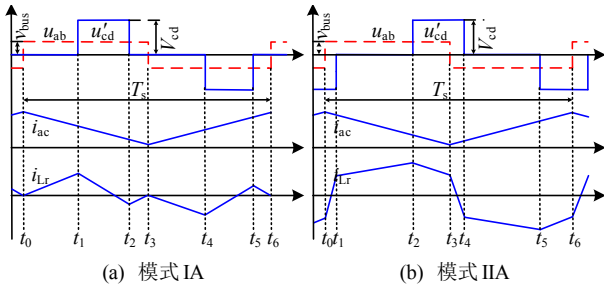 v_bus u_ab u′_cd V_cd
T_s
i_ac
i_Lr
t_0 t_1 t_2 t_3 t_4 t_5 t_6
(a) 模式 IA
v_bus u_ab u′_cd V_cd
T_s
i_ac
i_Lr
t_0 t_1 t_2 t_3 t_4 t_5 t_6
(b) 模式 IIA